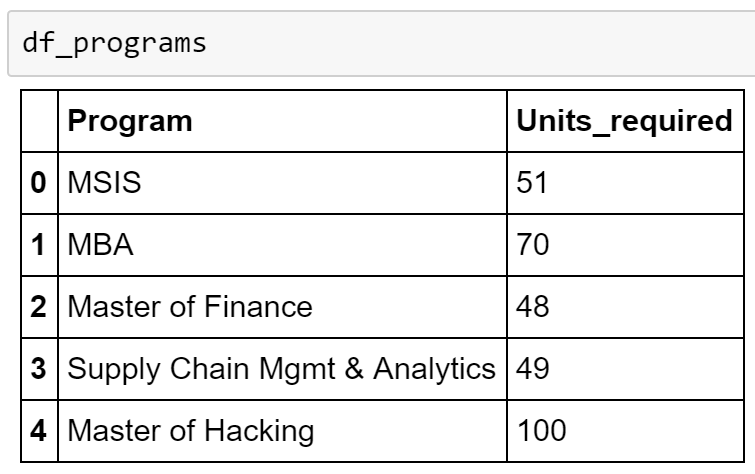 df_programs
Program Units_required
0 MSIS 51
1 MBA 70
2 Master of Finance 48
3 Supply Chain Mgmt & Analytics 49
4 Master of Hacking 100